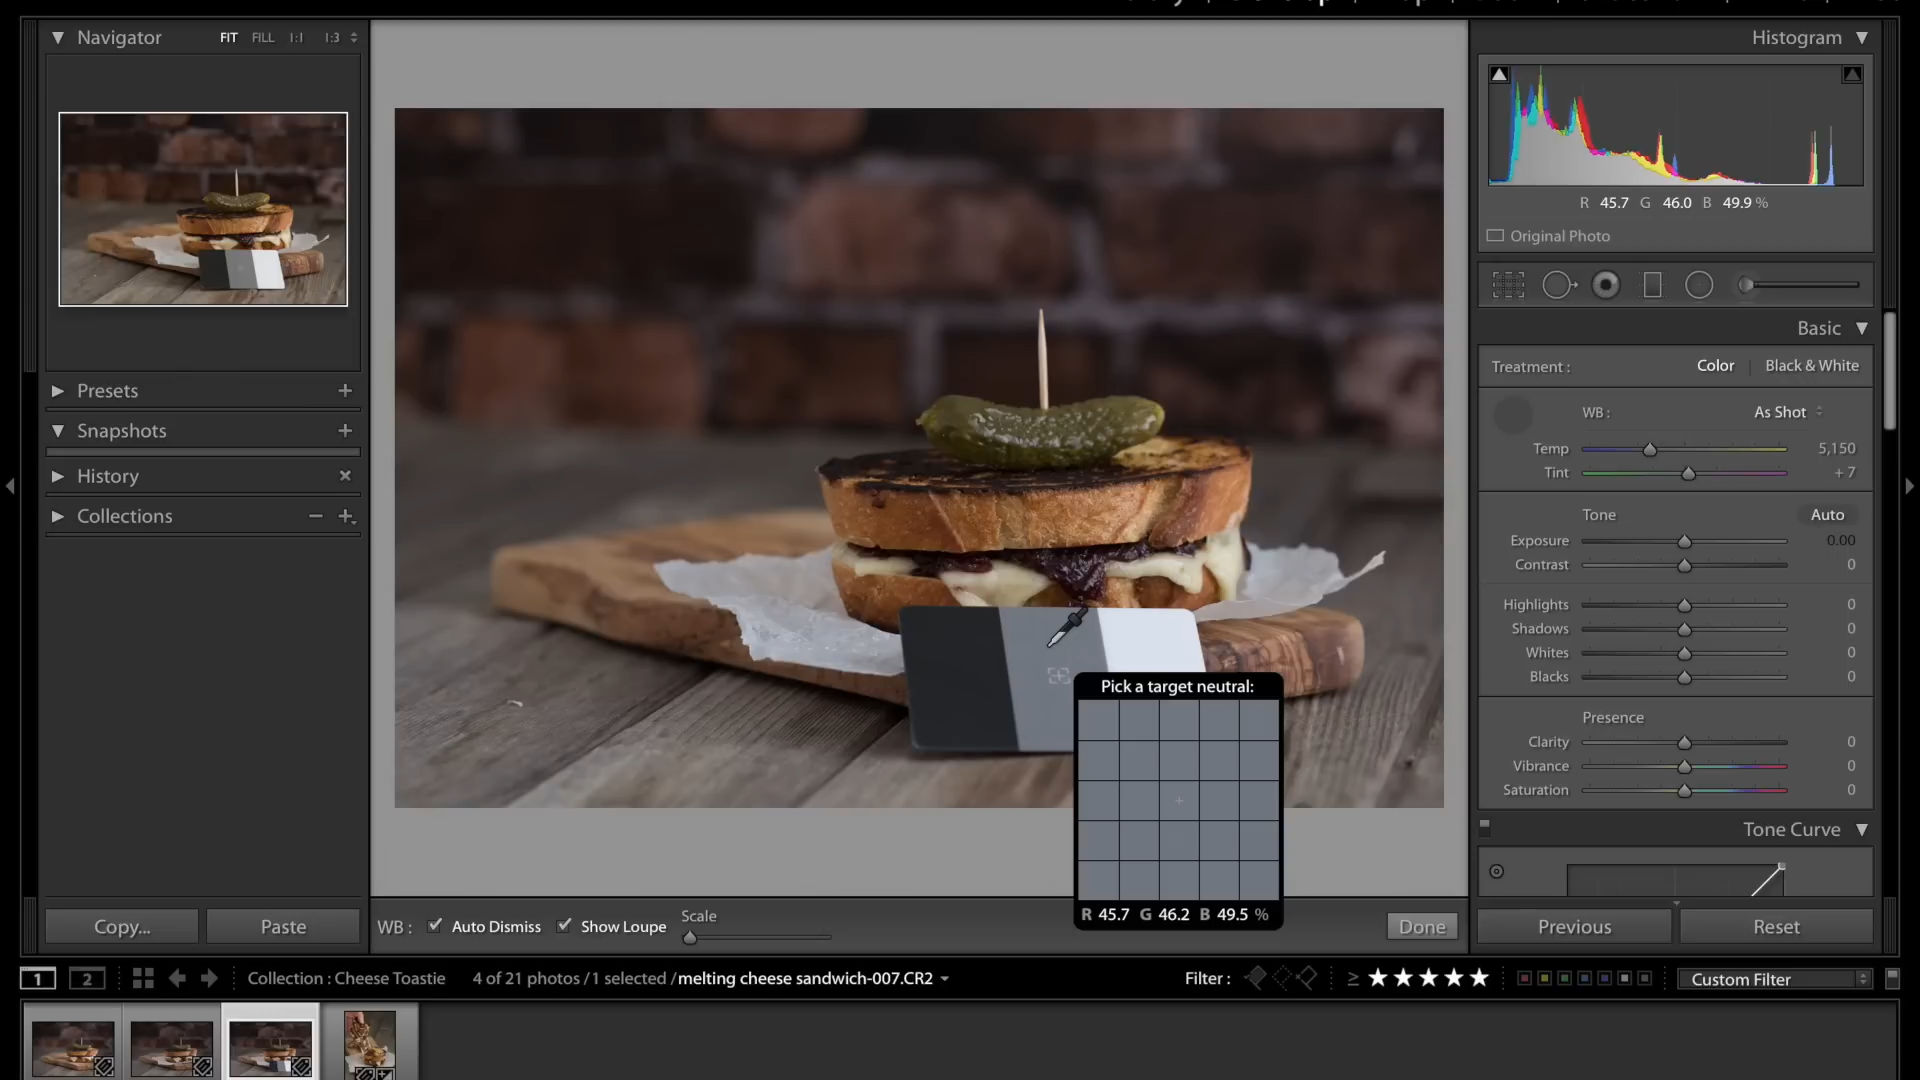 Navigator
FIT FILL 1:1 1:3
Presets
Snapshots
History
Collections
Copy...
Paste
Pick a target neutral:
R 45.7 G 46.2 B 49.5 %
WB : Auto Dismiss Show Loupe Scale
Done
Histogram
R 45.7 G 46.0 B 49.9 %
Original Photo
Basic
Treatment : Color Black & White
WB : As Shot
Temp 5,150
Tint + 7
Tone Auto
Exposure 0.00
Contrast 0
Highlights 0
Shadows 0
Whites 0
Blacks 0
Presence
Clarity 0
Vibrance 0
Saturation 0
Tone Curve
Previous
Reset
1 2 Collection : Cheese Toastie 4 of 21 photos /1 selected /melting cheese sandwich-007.CR2 Filter : ≥ ★★★★★ Custom Filter